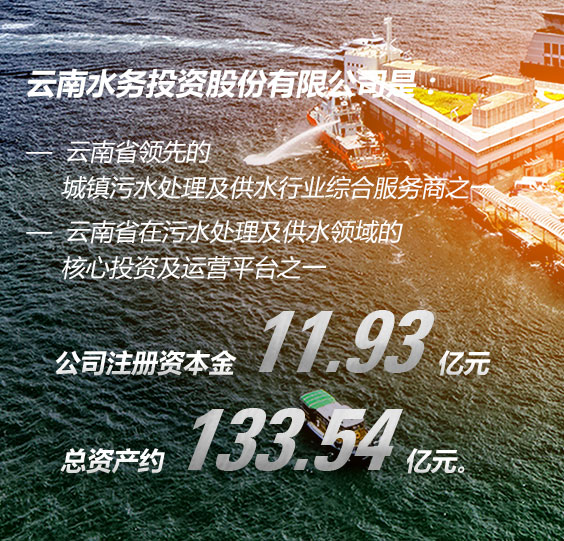 云南水务投资股份有限公司是：
— 云南省领先的
城镇污水处理及供水行业综合服务商之一
— 云南省在污水处理及供水领域的
核心投资及运营平台之一
公司注册资本金 11.93 亿元
总资产约 133.54 亿元。